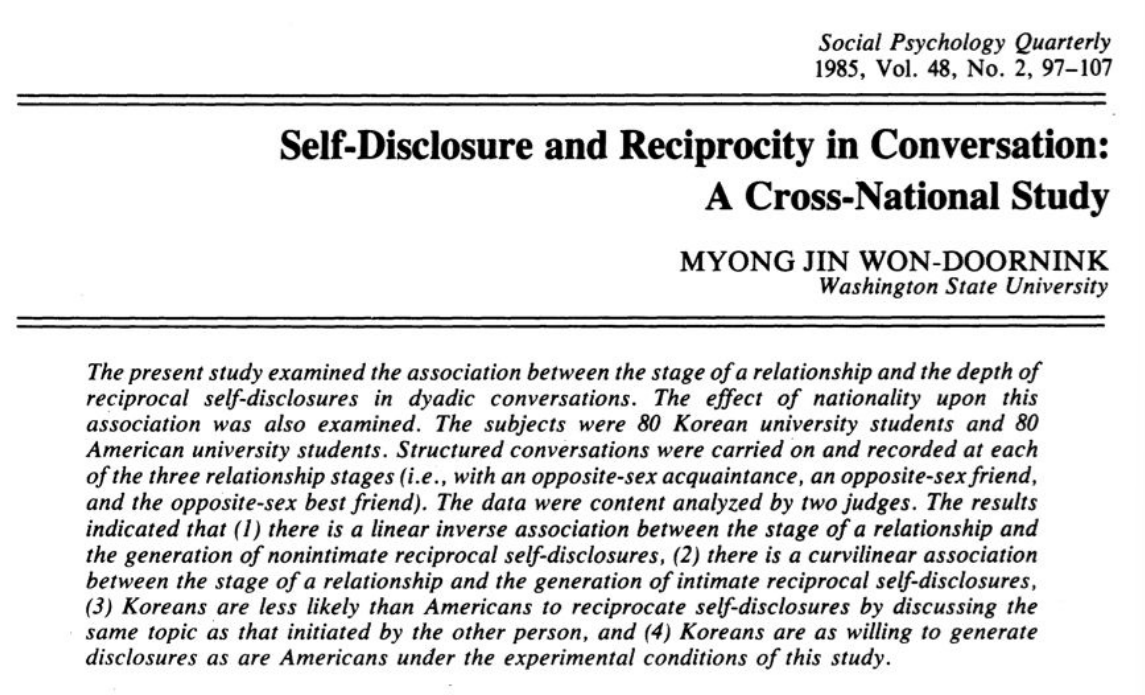 Social Psychology Quarterly
1985, Vol. 48, No. 2, 97–107
Self-Disclosure and Reciprocity in Conversation:
A Cross-National Study
MYONG JIN WON-DOORNINK
Washington State University
The present study examined the association between the stage of a relationship and the depth of
reciprocal self-disclosures in dyadic conversations. The effect of nationality upon this
association was also examined. The subjects were 80 Korean university students and 80
American university students. Structured conversations were carried on and recorded at each
of the three relationship stages (i.e., with an opposite-sex acquaintance, an opposite-sex friend,
and the opposite-sex best friend). The data were content analyzed by two judges. The results
indicated that (1) there is a linear inverse association between the stage of a relationship and
the generation of nonintimate reciprocal self-disclosures, (2) there is a curvilinear association
between the stage of a relationship and the generation of intimate reciprocal self-disclosures,
(3) Koreans are less likely than Americans to reciprocate self-disclosures by discussing the
same topic as that initiated by the other person, and (4) Koreans are as willing to generate
disclosures as are Americans under the experimental conditions of this study.